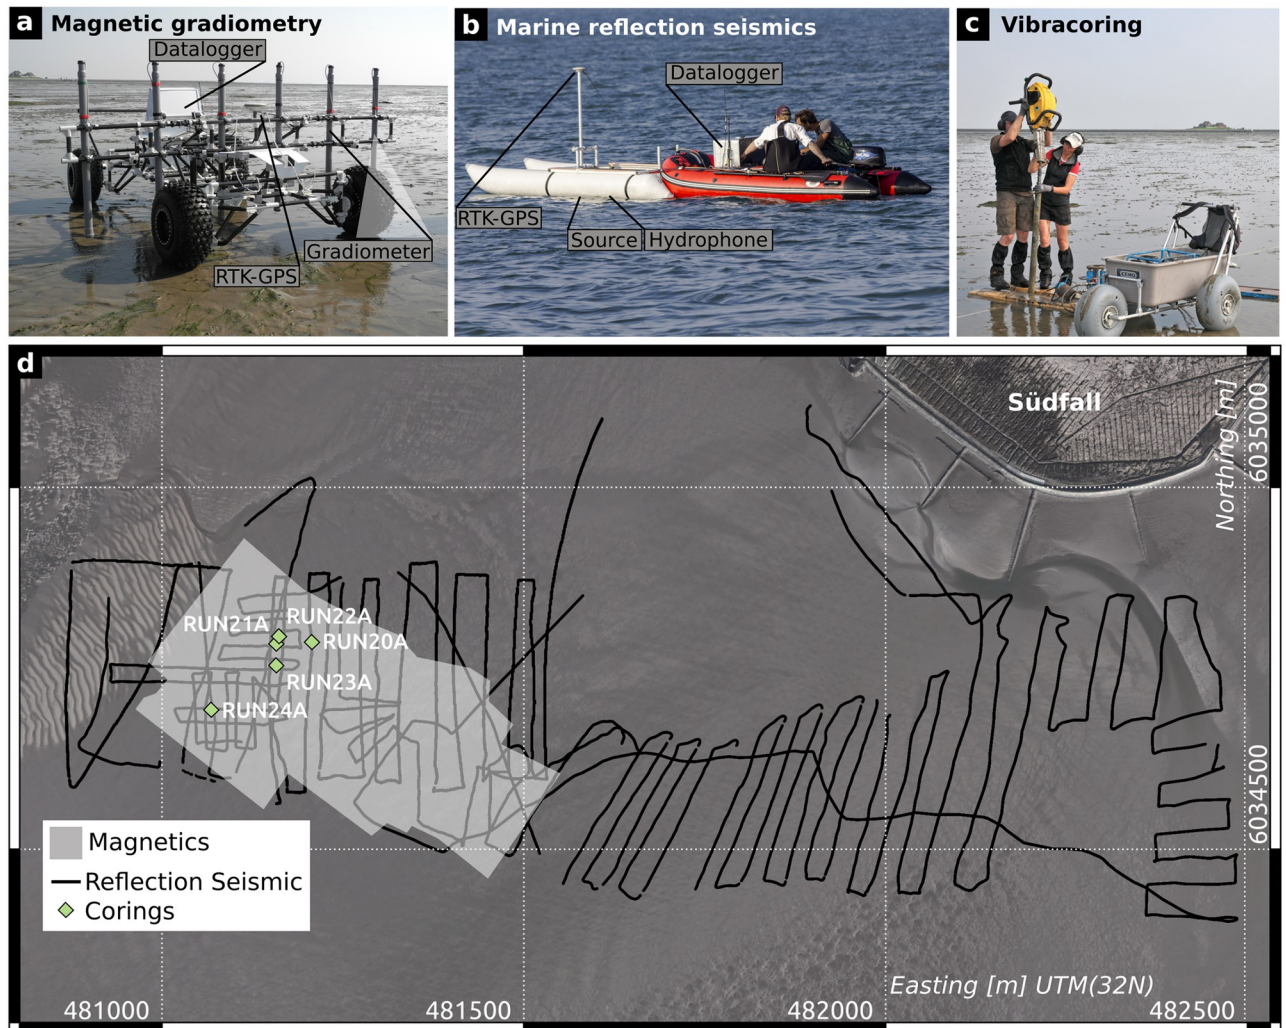 a Magnetic gradiometry
Datalogger
Gradiometer
RTK-GPS
b Marine reflection seismics
Datalogger
RTK-GPS
Source Hydrophone
c Vibracoring
d
Südfall
Northing [m]
6035000
RUN22A
RUN21A
RUN20A
RUN23A
RUN24A
6034500
Magnetics
Reflection Seismic
Corings
Easting [m] UTM(32N)
481000 481500 482000 482500